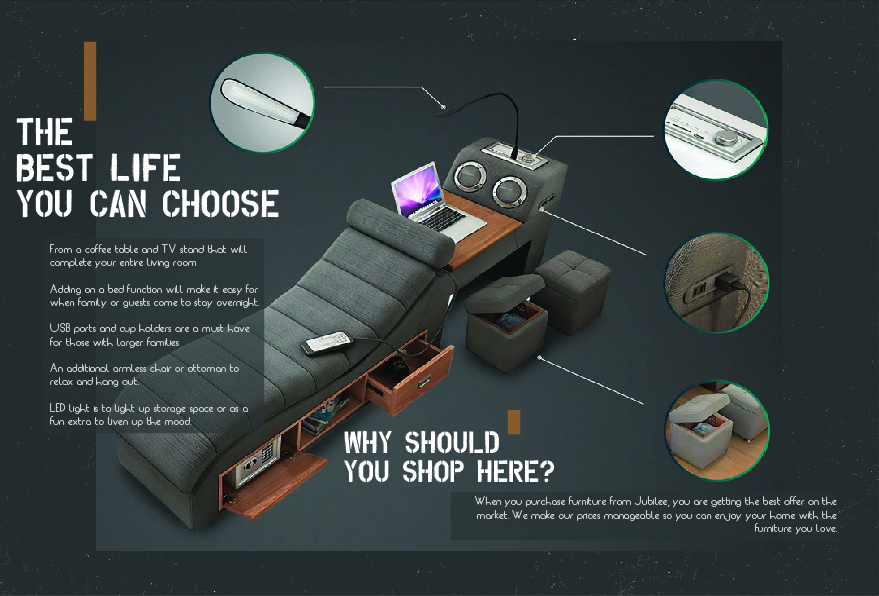 THE
BEST LIFE
YOU CAN CHOOSE
From a coffee table and TV stand that will
complete your entire living room
Adding on a bed function will make it easy for
when family or guests come to stay overnight.
USB ports and cup holders are a must have
for those with larger families
An additional armless chair or ottoman to
relax and hang out.
LED light is to light up storage space or as a
fun extra to liven up the mood.
WHY SHOULD
YOU SHOP HERE?
When you purchase furniture from Jubilee, you are getting the best offer on the
market. We make our prices manageable so you can enjoy your home with the
furniture you love.